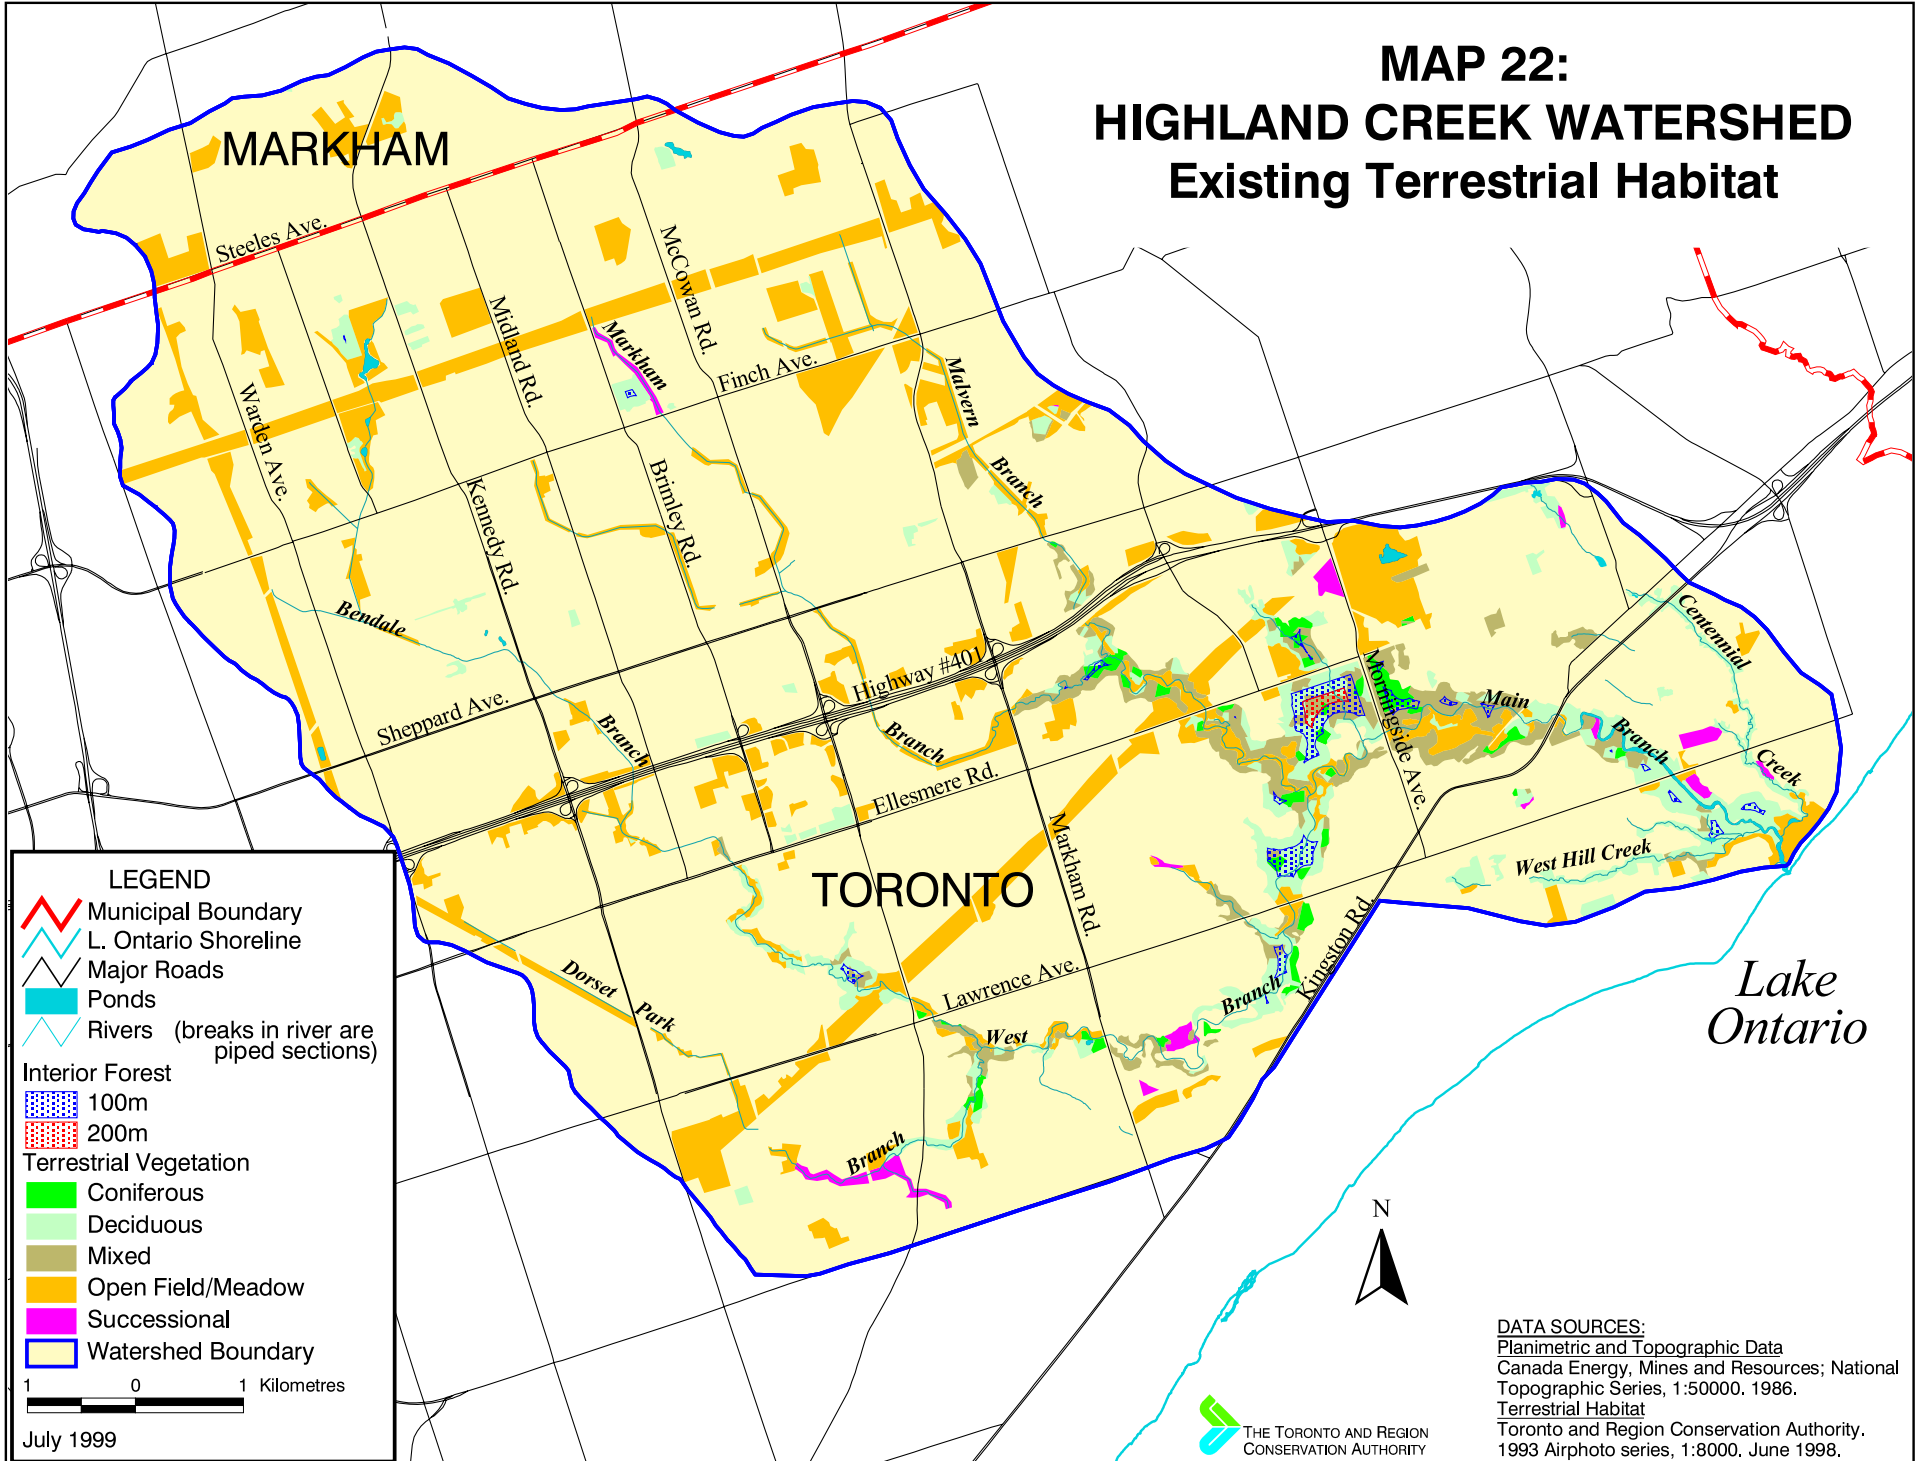 MAP 22:
HIGHLAND CREEK WATERSHED
Existing Terrestrial Habitat
MARKHAM
Steeles Ave.
McCowan Rd.
Midland Rd.
Markham
Finch Ave.
Malvern
Warden Ave.
Branch
Brimley Rd.
Kennedy Rd.
Bendale
Centennial
Highway #401
Morningside Ave.
Main
Sheppard Ave.
Branch
Branch
Branch
Creek
Ellesmere Rd.
Markham Rd.
West Hill Creek
TORONTO
Kingston Rd.
Lawrence Ave.
Dorset
Park
Branch
West
Branch
Lake
Ontario
LEGEND
Municipal Boundary
L. Ontario Shoreline
Major Roads
Ponds
Rivers (breaks in river are
piped sections)
Interior Forest
100m
200m
Terrestrial Vegetation
Coniferous
Deciduous
Mixed
Open Field/Meadow
Successional
Watershed Boundary
1 0 1 Kilometres
July 1999
N
THE TORONTO AND REGION
CONSERVATION AUTHORITY
DATA SOURCES:
Planimetric and Topographic Data
Canada Energy, Mines and Resources; National
Topographic Series, 1:50000. 1986.
Terrestrial Habitat
Toronto and Region Conservation Authority.
1993 Airphoto series, 1:8000. June 1998.